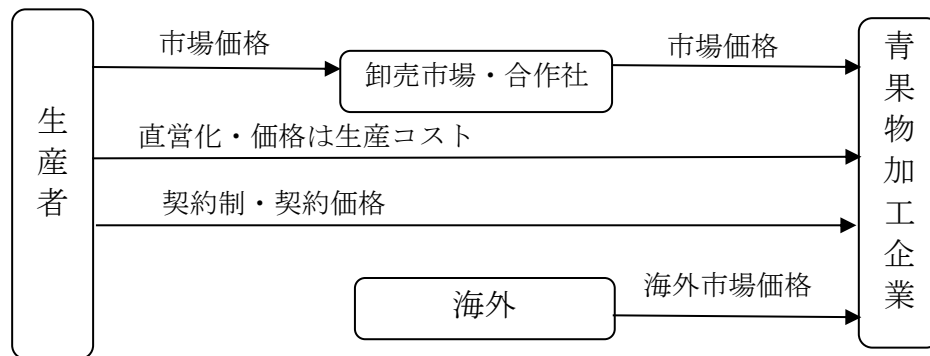 生産者
市場価格
卸売市場・合作社
市場価格
直営化・価格は生産コスト
契約制・契約価格
海外
海外市場価格
青果物加工企業